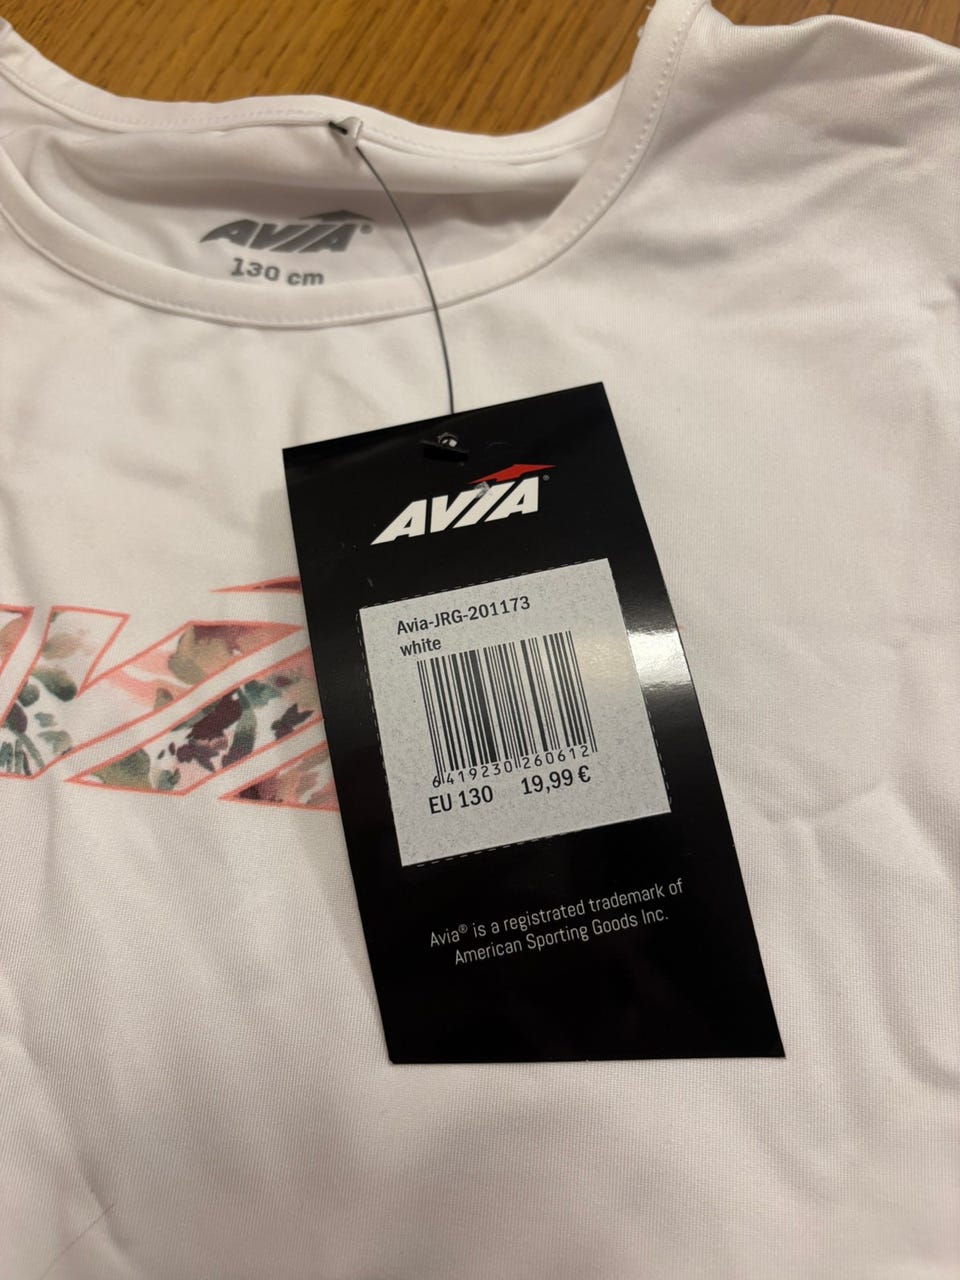 AVIA®
130 cm
AVIA®
Avia-JRG-201173
white
6 419230 260612
EU 130 19,99 €
Avia® is a registrated trademark of
American Sporting Goods Inc.